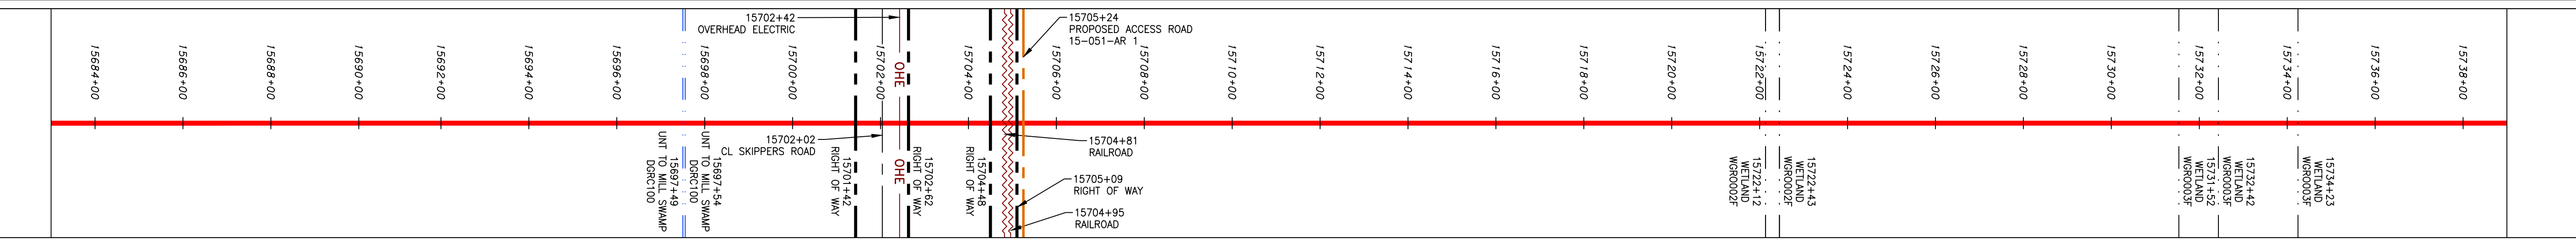 15684+00
15686+00
15688+00
15690+00
15692+00
15694+00
15696+00
15698+00
15700+00
15702+00
15704+00
15706+00
15708+00
15710+00
15712+00
15714+00
15716+00
15718+00
15720+00
15722+00
15724+00
15726+00
15728+00
15730+00
15732+00
15734+00
15736+00
15738+00
15702+42
OVERHEAD ELECTRIC
OHE
15705+24
PROPOSED ACCESS ROAD
15-051-AR 1
15697+49
UNT TO MILL SWAMP
DGRC100
15697+54
UNT TO MILL SWAMP
DGRC100
15702+02
CL SKIPPERS ROAD
15701+42
RIGHT OF WAY
OHE
15702+62
RIGHT OF WAY
15704+48
RIGHT OF WAY
15704+81
RAILROAD
15705+09
RIGHT OF WAY
15704+95
RAILROAD
15722+12
WETLAND
WGRO002F
15722+43
WETLAND
WGRO002F
15731+52
WETLAND
WGRO003F
15732+42
WETLAND
WGRO003F
15734+23
WETLAND
WGRO003F